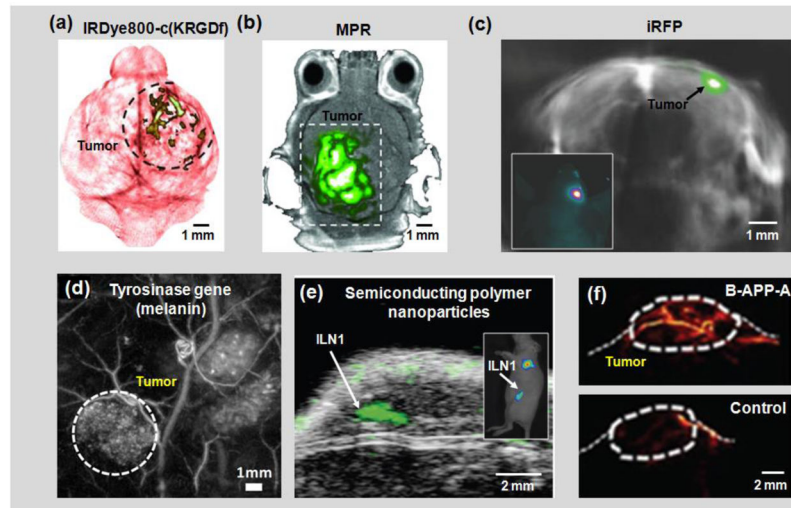 (a) IRDye800-c(KRGDf)
Tumor
1 mm
(b) MPR
Tumor
1 mm
(c) iRFP
Tumor
1 mm
(d) Tyrosinase gene
(melanin)
Tumor
1mm
(e) Semiconducting polymer
nanoparticles
ILN1
ILN1
2 mm
(f) B-APP-A
Tumor
Control
2 mm